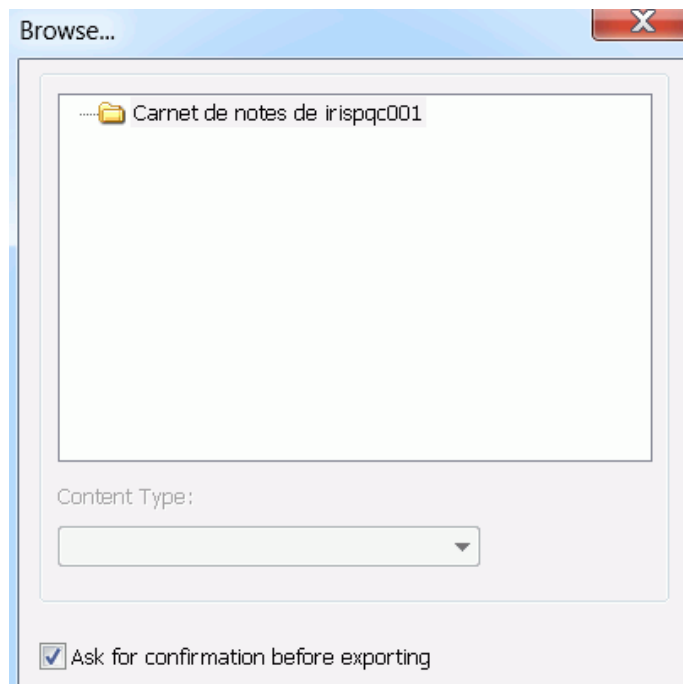 Browse...
Carnet de notes de irispqc001
Content Type:
Ask for confirmation before exporting